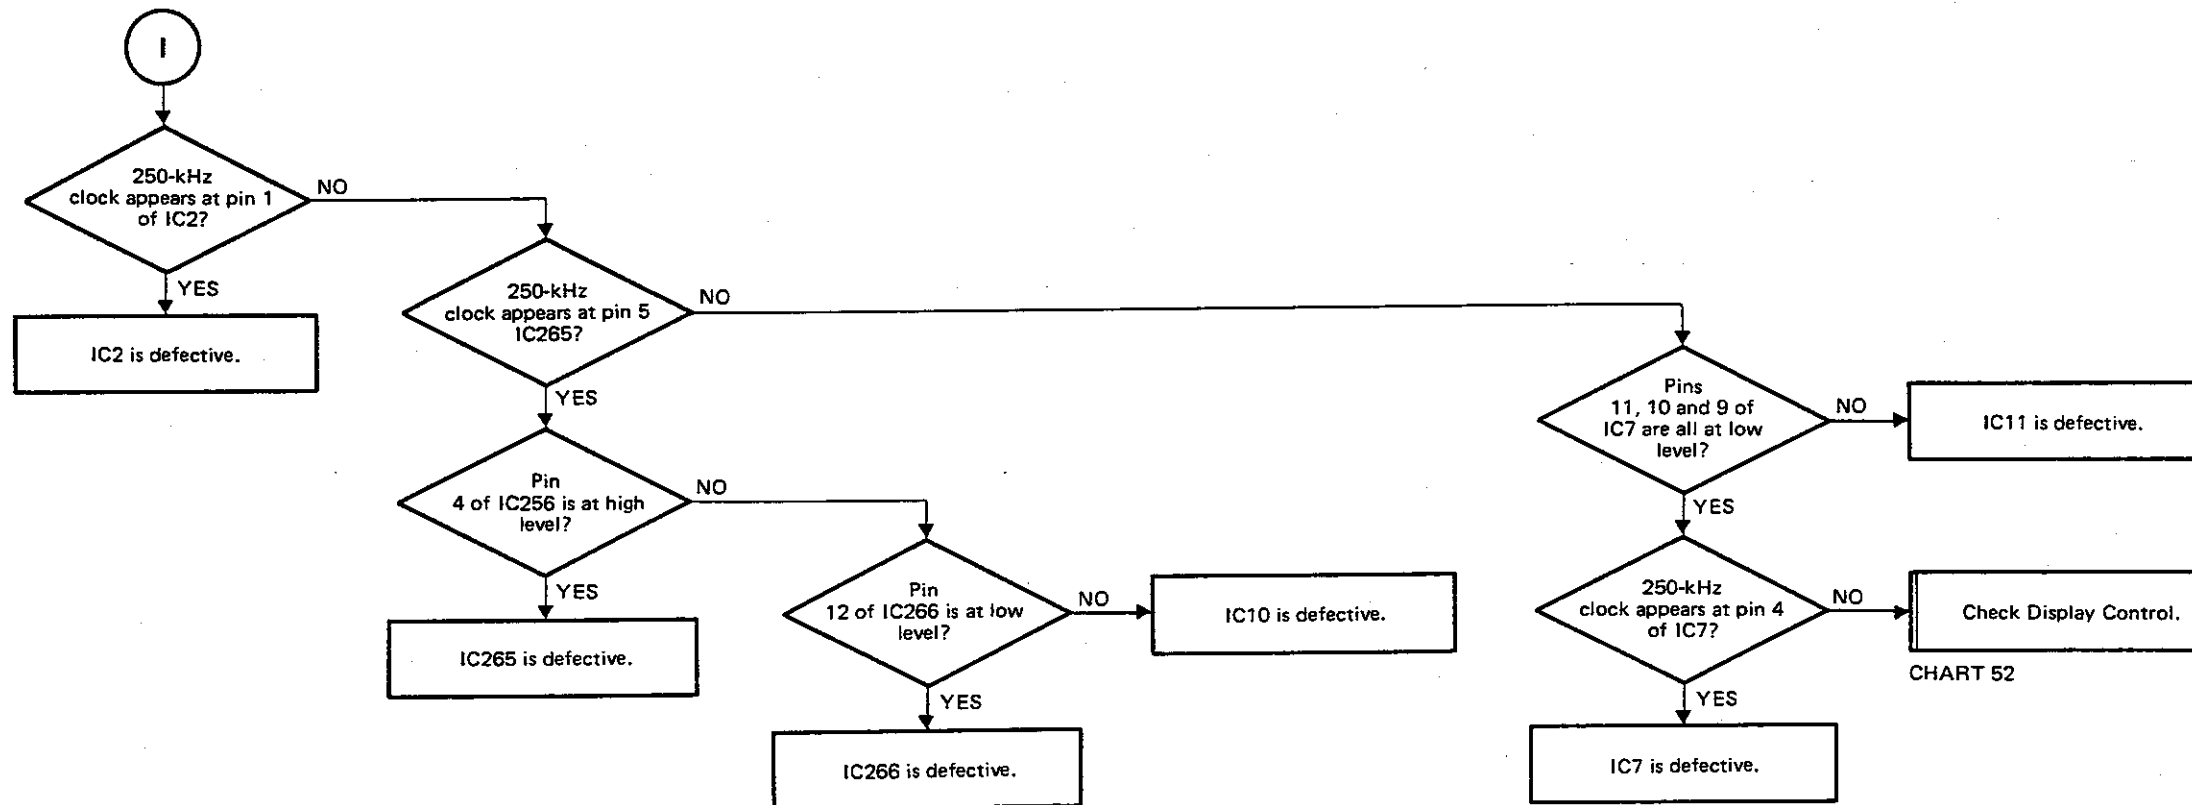 I
250-kHz
clock appears at pin 1
of IC2?
NO
YES
IC2 is defective.
250-kHz
clock appears at pin 5
IC265?
NO
YES
Pin
4 of IC256 is at high
level?
NO
YES
IC265 is defective.
Pin
12 of IC266 is at low
level?
NO
IC10 is defective.
YES
IC266 is defective.
Pins
11, 10 and 9 of
IC7 are all at low
level?
NO
IC11 is defective.
YES
250-kHz
clock appears at pin 4
of IC7?
NO
Check Display Control.
CHART 52
YES
IC7 is defective.